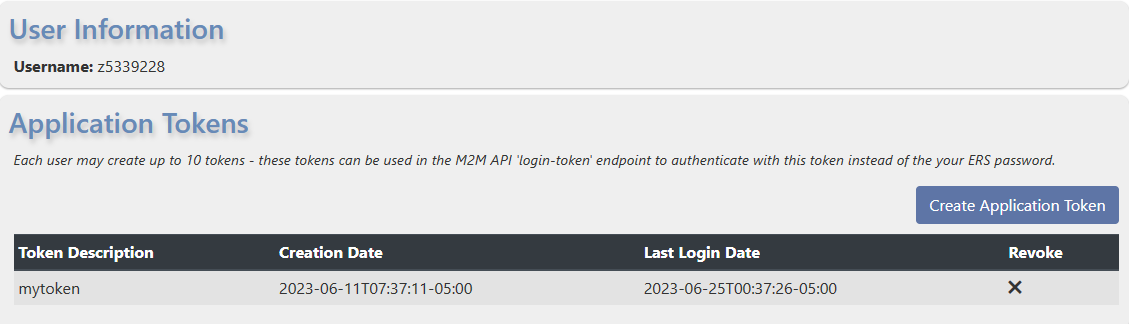 User Information
Username: z5339228
Application Tokens
Each user may create up to 10 tokens - these tokens can be used in the M2M API 'login-token' endpoint to authenticate with this token instead of the your ERS password.
Create Application Token
Token Description Creation Date Last Login Date Revoke
mytoken 2023-06-11T07:37:11-05:00 2023-06-25T00:37:26-05:00 ✕